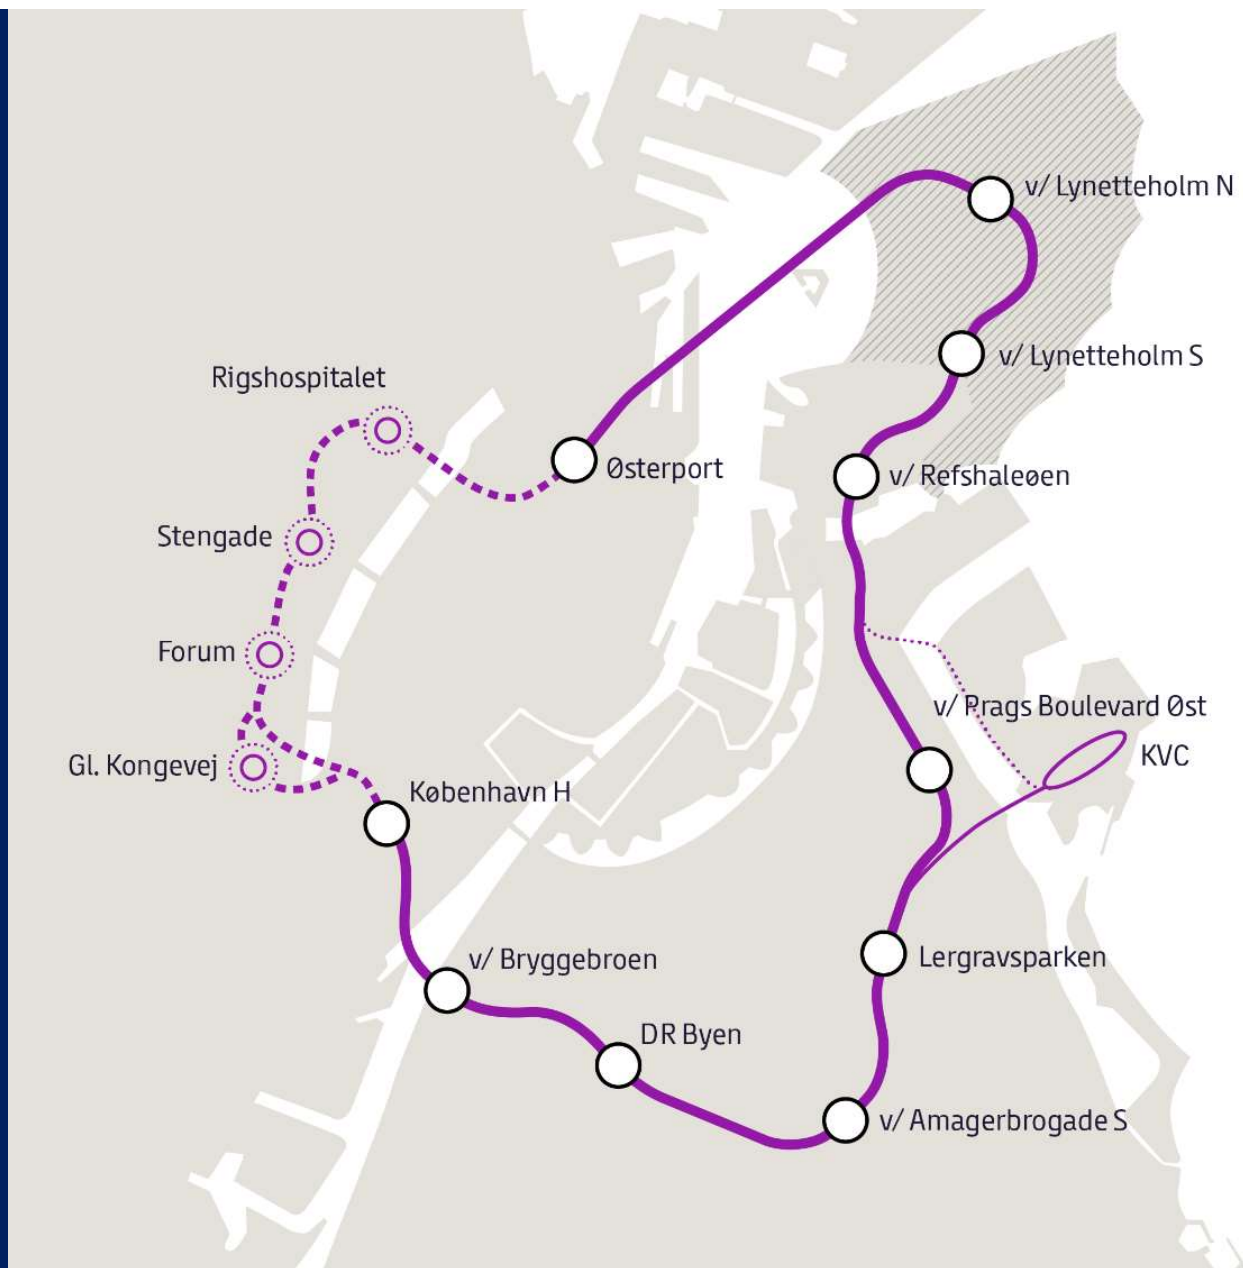 v/ Lynetteholm N
v/ Lynetteholm S
Rigshospitalet
Østerport
v/ Refshaleøen
Stengade
Forum
v/ Prags Boulevard Øst
KVC
Gl. Kongevej
København H
v/ Bryggebroen
Lergravsparken
DR Byen
v/ Amagerbrogade S